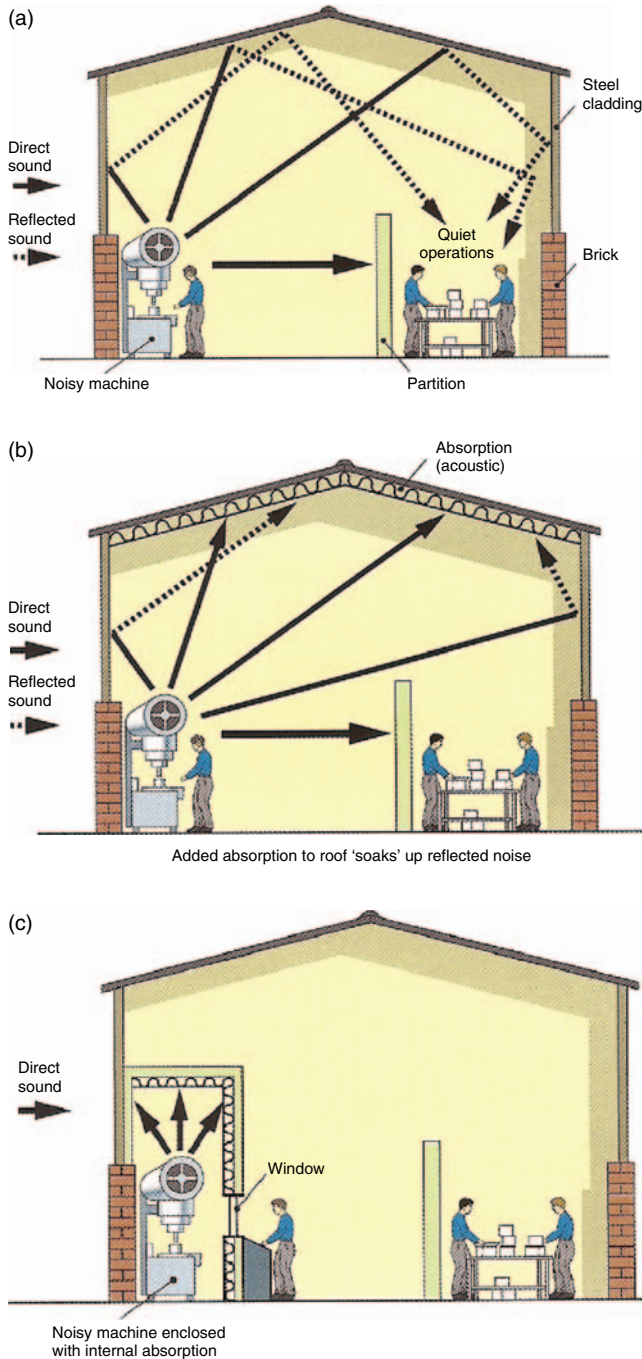 (a)
Steel
cladding
Direct
sound
Reflected
sound
Quiet
operations
Brick
Noisy machine
Partition
(b)
Absorption
(acoustic)
Direct
sound
Reflected
sound
Added absorption to roof ‘soaks’ up reflected noise
(c)
Direct
sound
Window
Noisy machine enclosed
with internal absorption